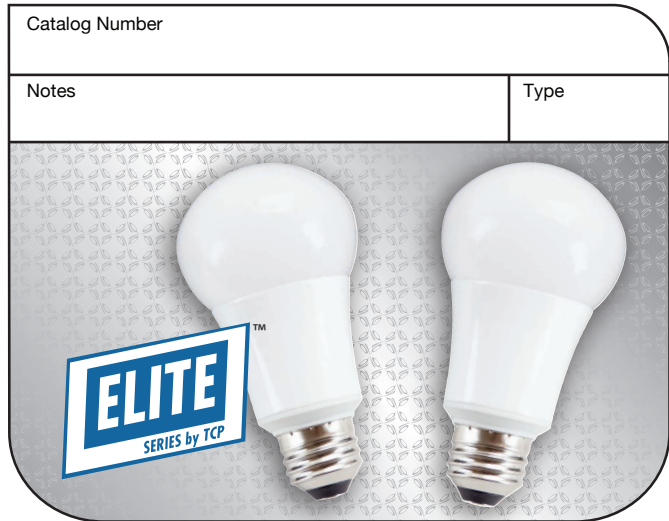 Catalog Number
Notes
Type
ELITE
™
SERIES by TCP